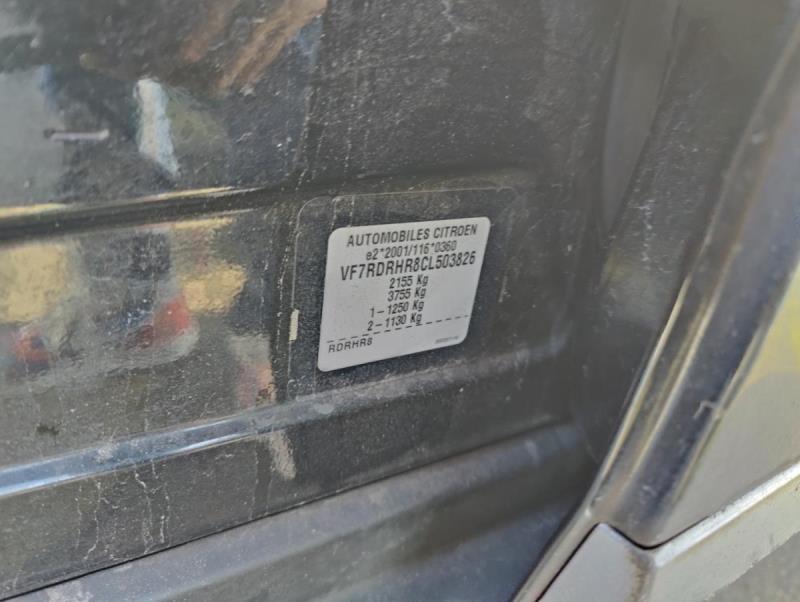 AUTOMOBILES CITROEN
e2*2001/116*0360
VF7RDRHR8CL503826
2155 Kg
3755 Kg
1-1250 Kg
2-1130 Kg
RDRHR8